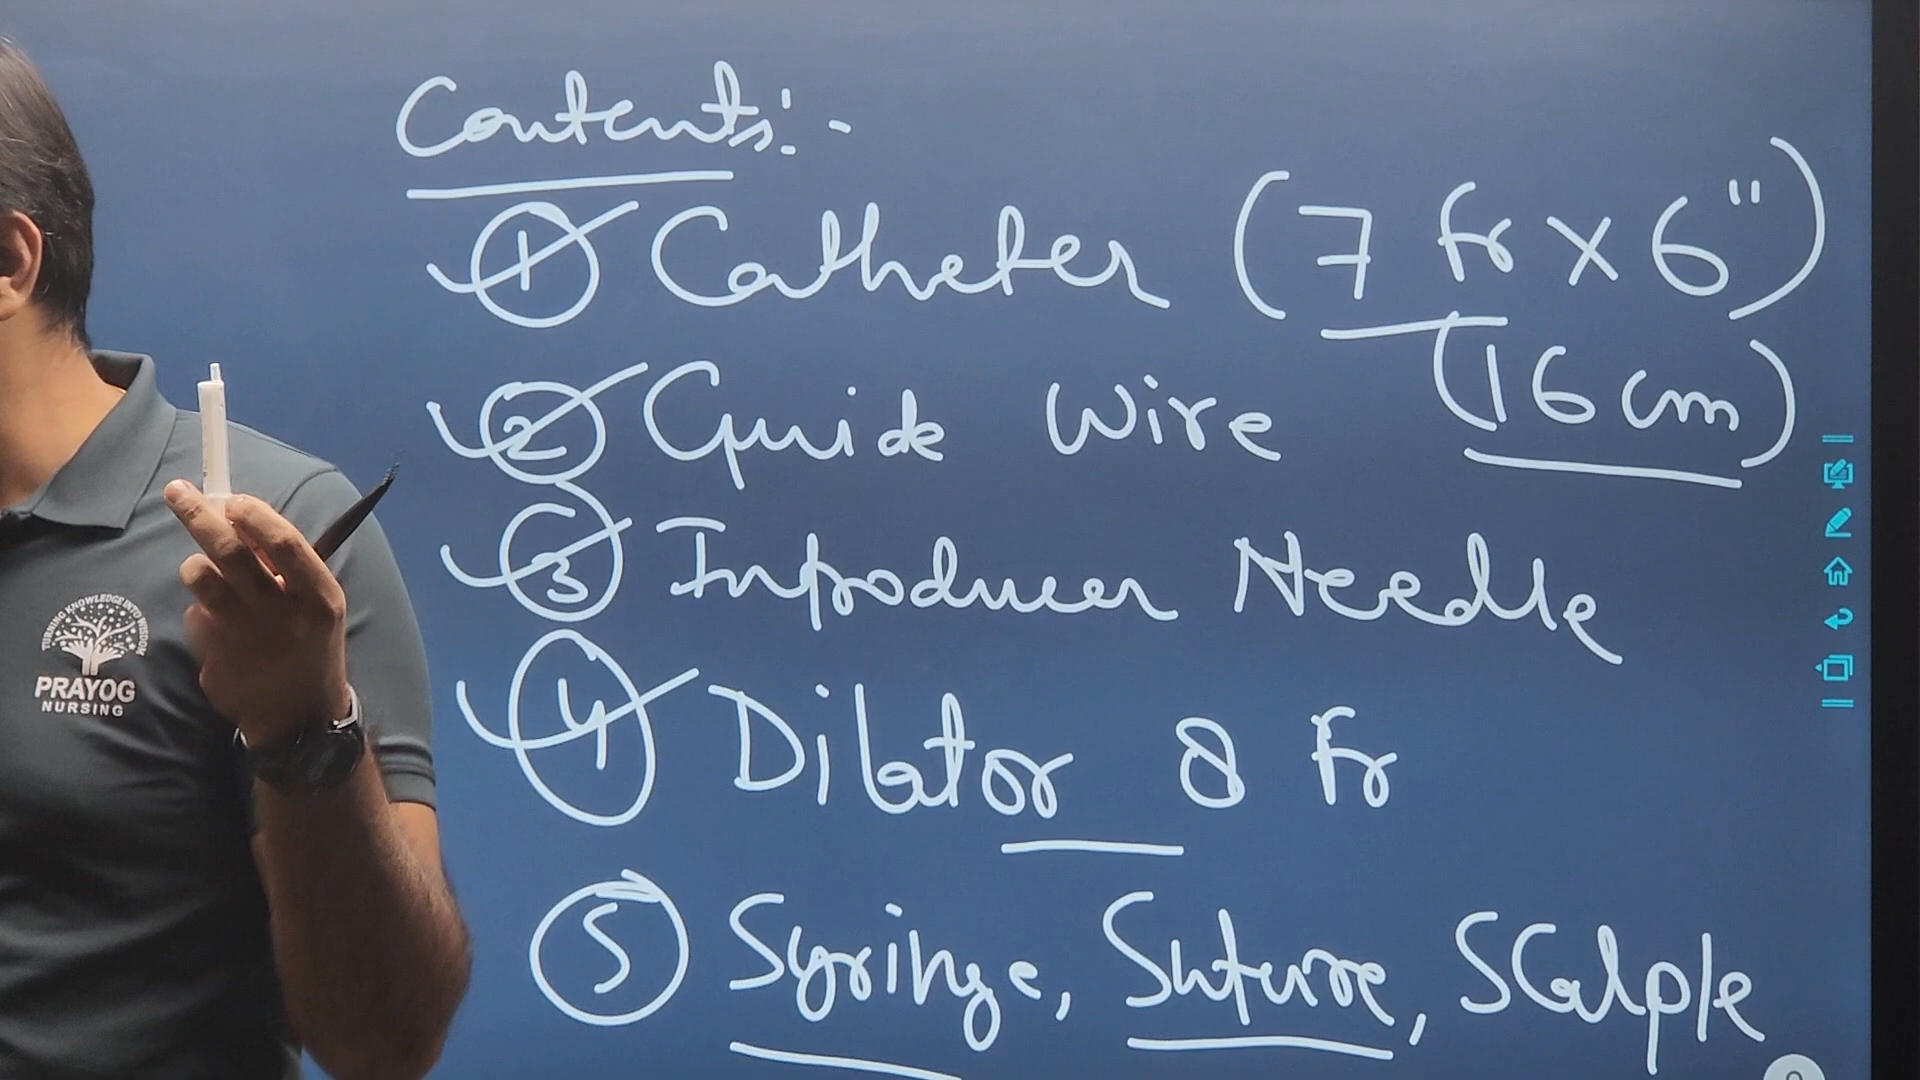 Contents:-
① Catheter (7 Fr x 6")
(16 cm)
② Guide Wire
③ Introducer Needle
④ Dilator 8 Fr
⑤ Syringe, Suture, SCalple
TURNING KNOWLEDGE INTO WISDOM
PRAYOG
NURSING